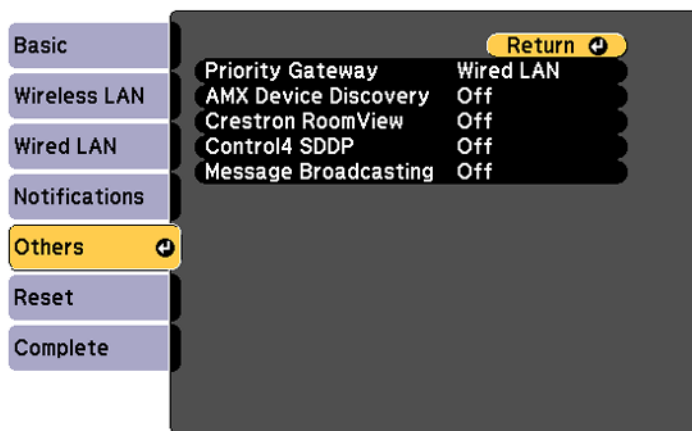 Basic
Wireless LAN
Wired LAN
Notifications
Others
Reset
Complete
Return
Priority Gateway Wired LAN
AMX Device Discovery Off
Crestron RoomView Off
Control4 SDDP Off
Message Broadcasting Off